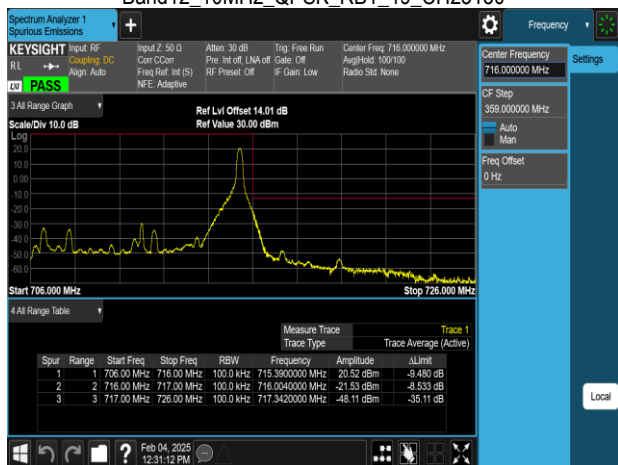 Band12_10MHz_QPSK_RB1_49_CH23130
Spectrum Analyzer 1
Spurious Emissions
Frequency
KEYSIGHT Input: RF Input Z: 50 Ω Atten: 30 dB Trig: Free Run Center Freq: 716.000000 MHz
RL Coupling: DC Corr CCorr Pre: Int off, LNA off Gate: Off Avg|Hold: 100/100
Align: Auto Freq Ref: Int (S) RF Preset: Off IF Gain: Low Radio Std: None
NFE: Adaptive
LXI PASS
Center Frequency
716.000000 MHz
Settings
CF Step
359.000000 MHz
Auto
Man
Freq Offset
0 Hz
3 All Range Graph
Ref Lvl Offset 14.01 dB
Scale/Div 10.0 dB Ref Value 30.00 dBm
Log
20.0
10.0
0.00
-10.0
-20.0
-30.0
-40.0
-50.0
-60.0
Start 706.000 MHz Stop 726.000 MHz
4 All Range Table
Measure Trace Trace 1
Trace Type Trace Average (Active)
Spur Range Start Freq Stop Freq RBW Frequency Amplitude ΔLimit
1 1 706.00 MHz 716.00 MHz 100.0 kHz 715.3900000 MHz 20.52 dBm -9.480 dB
2 2 716.00 MHz 717.00 MHz 100.0 kHz 716.0040000 MHz -21.53 dBm -8.533 dB
3 3 717.00 MHz 726.00 MHz 100.0 kHz 717.3420000 MHz -48.11 dBm -35.11 dB
Local
Feb 04, 2025
12:31:12 PM